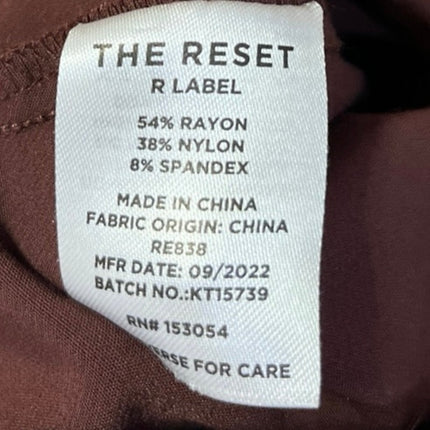 THE RESET
R LABEL
54% RAYON
38% NYLON
8% SPANDEX
MADE IN CHINA
FABRIC ORIGIN: CHINA
RE838
MFR DATE: 09/2022
BATCH NO.:KT15739
RN# 153054
FOR CARE